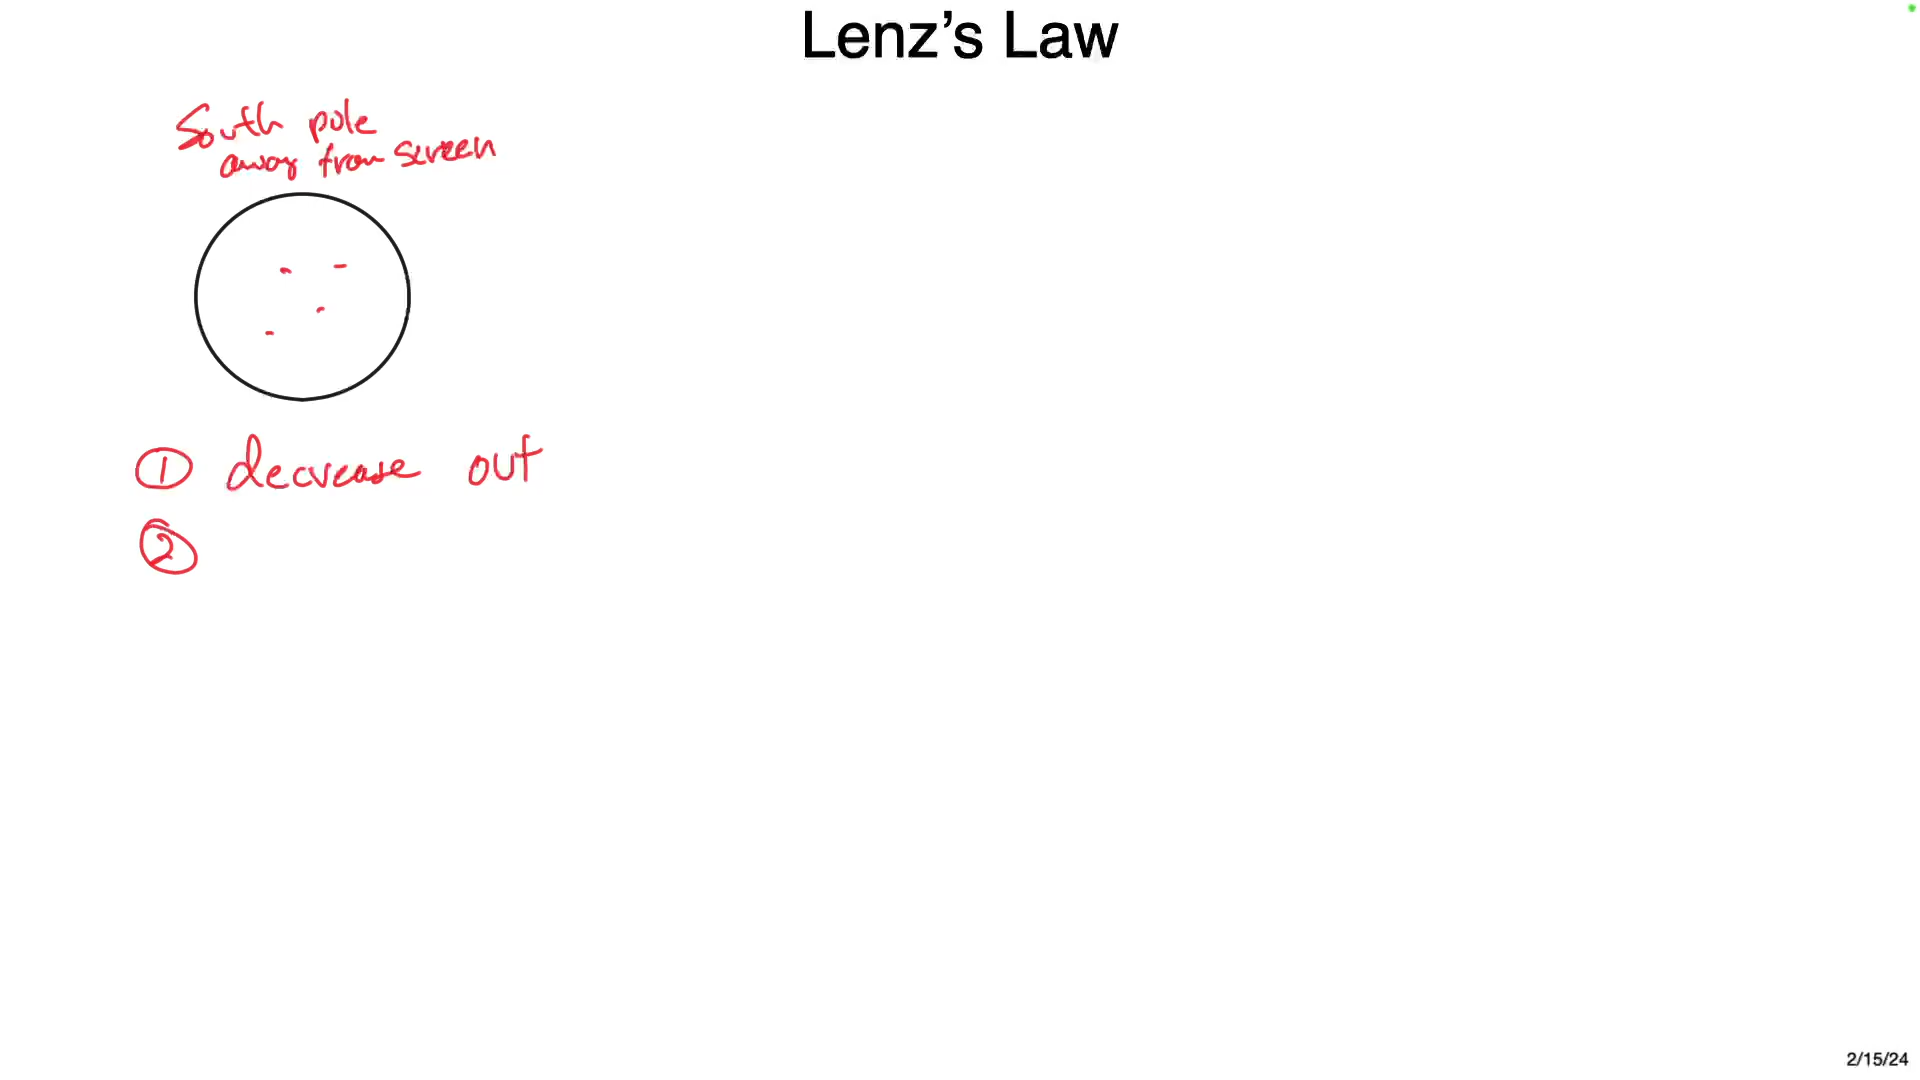 Lenz's Law
South pole
away from screen
① decrease out
②
2/15/24